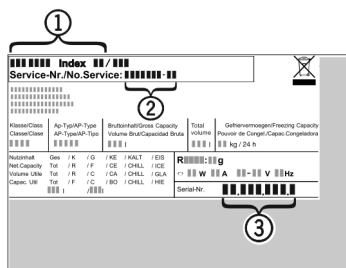 1
Index /
Service-Nr./No.Service: -
2
Klasse/Class Ap-Typ/AP-Type Bruttoinhalt/Gross Capacity Total Gefriervermoegen/Freezing Capacity
Classe/Clase AP-Type/AP-Tipo Volume Brut/Capacidad Bruta volume Pouvoir de Congel./Capac.Congeladora
l l kg / 24 h
Nutzinhalt Ges / K / G / KE / KALT / EIS
Net.Capacity Tot / R / F / CE / CHILL / ICE
Volume Utile Tot / R / C / CA / CHILL / GLA
Capec. Util Tot / F / C / BO / CHILL / HIE
l / l
R : g
W A - V Hz
Serial-Nr. . . .
3